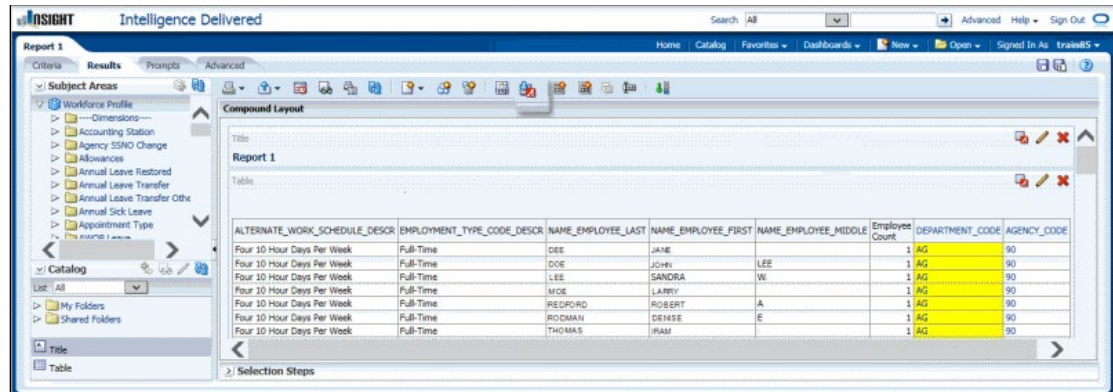 INSIGHT Intelligence Delivered Search All Advanced Help Sign Out
Report 1 Home Catalog Favorites Dashboards New Open Signed In As train85
Criteria Results Prompts Advanced
Subject Areas
Workforce Profile
----Dimensions----
Accounting Station
Agency SSNO Change
Allowances
Annual Leave Restored
Annual Leave Transfer
Annual Leave Transfer Othe
Annual Sick Leave
Appointment Type
AWOP Leave
Catalog
List All
My Folders
Shared Folders
Title
Table
Compound Layout
Title
Report 1
Table
ALTERNATE_WORK_SCHEDULE_DESCR EMPLOYMENT_TYPE_CODE_DESCR NAME_EMPLOYEE_LAST NAME_EMPLOYEE_FIRST NAME_EMPLOYEE_MIDDLE Employee Count DEPARTMENT_CODE AGENCY_CODE
Four 10 Hour Days Per Week Full-Time DEE JANE 1 AG 90
Four 10 Hour Days Per Week Full-Time DOE JOHN LEE 1 AG 90
Four 10 Hour Days Per Week Full-Time LEE SANDRA W. 1 AG 90
Four 10 Hour Days Per Week Full-Time MOE LARRY 1 AG 90
Four 10 Hour Days Per Week Full-Time REDFORD ROBERT A 1 AG 90
Four 10 Hour Days Per Week Full-Time RODMAN DENISE E 1 AG 90
Four 10 Hour Days Per Week Full-Time THOMAS IRAM 1 AG 90
Selection Steps